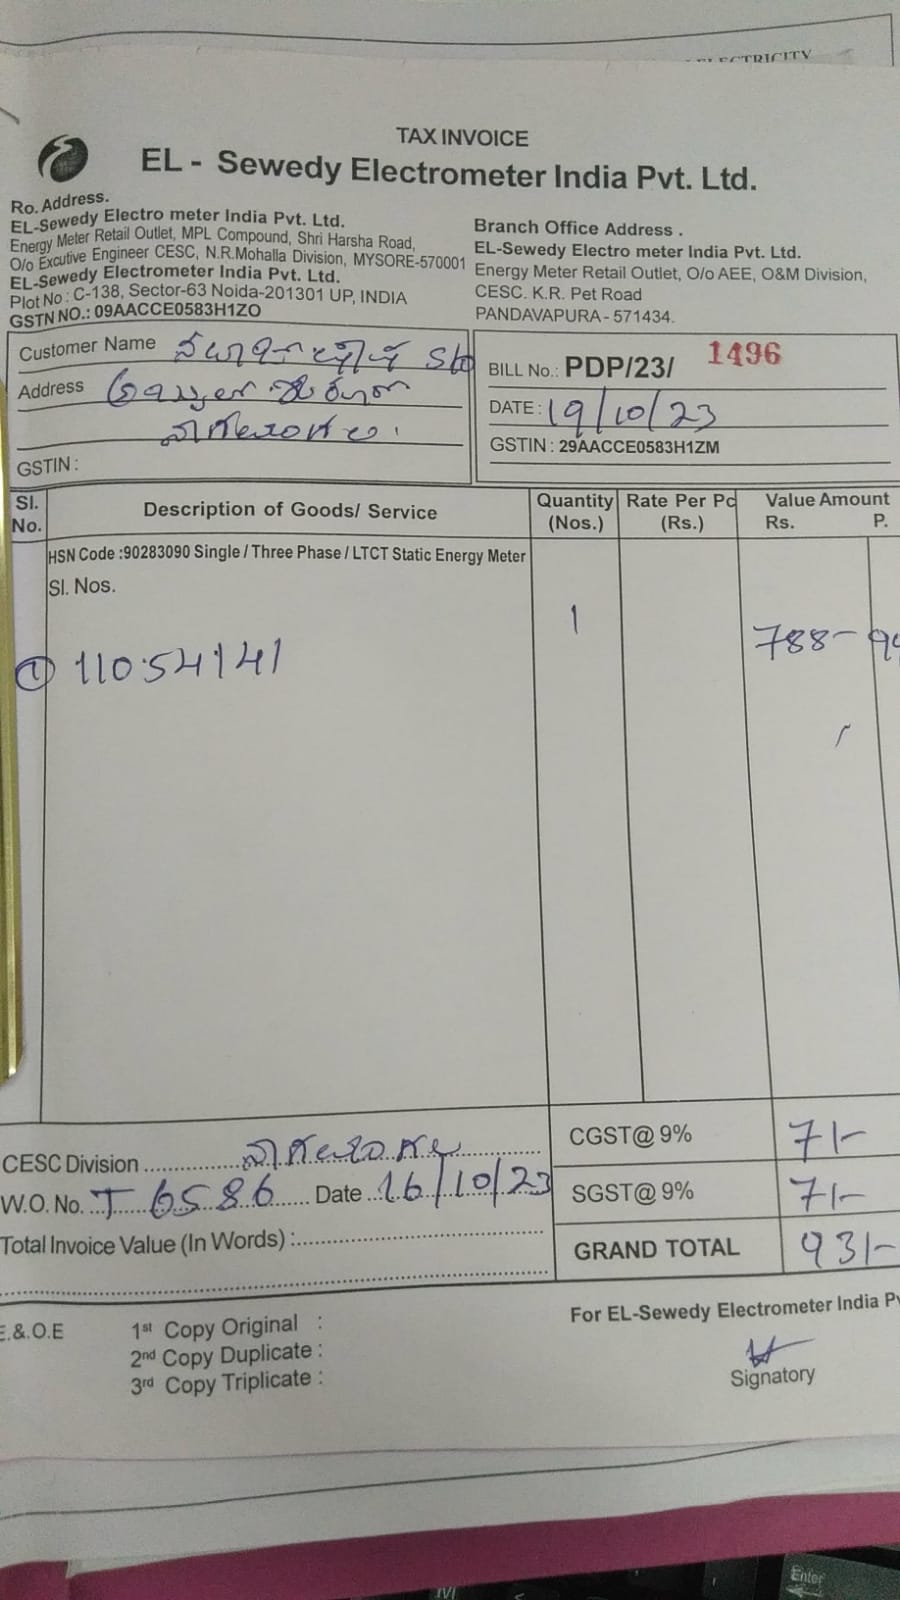 TAX INVOICE
EL - Sewedy Electrometer India Pvt. Ltd.
Ro. Address.
EL-Sewedy Electro meter India Pvt. Ltd.
Energy Meter Retail Outlet, MPL Compound, Shri Harsha Road,
O/o Exutive Engineer CESC, N.R.Mohalla Division, MYSORE-570001
EL-Sewedy Electrometer India Pvt. Ltd.
Plot No : C-138, Sector-63 Noida-201301 UP, INDIA
GSTN NO.: 09AACCE0583H1ZO
Branch Office Address .
EL-Sewedy Electro meter India Pvt. Ltd.
Energy Meter Retail Outlet, O/o AEE, O&M Division,
CESC. K.R. Pet Road
PANDAVAPURA - 571434.
Customer Name
Address
GSTIN :
BILL No.: PDP/23/ 1496
DATE : 19/10/23
GSTIN : 29AACCE0583H1ZM
Sl. No. Description of Goods/ Service Quantity (Nos.) Rate Per Pc (Rs.) Value Amount Rs. P.
HSN Code :90283090 Single / Three Phase / LTCT Static Energy Meter
Sl. Nos.
① 11054141 1 788-
CESC Division
W.O. No. T 6586 Date 16/10/23
Total Invoice Value (In Words) :
CGST@ 9% 71/-
SGST@ 9% 71/-
GRAND TOTAL 931/-
E.&.O.E
1st Copy Original :
2nd Copy Duplicate :
3rd Copy Triplicate :
For EL-Sewedy Electrometer India
Signatory
Enter